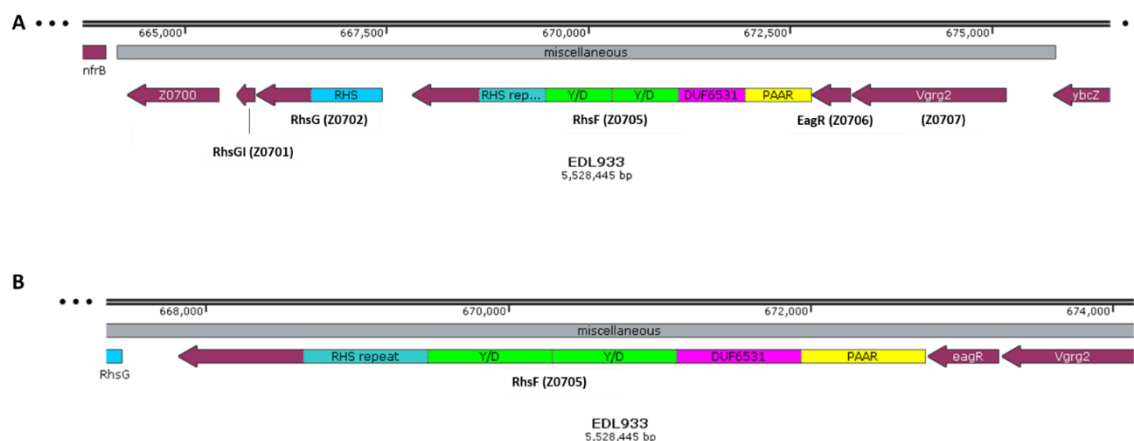 A
665,000 667,500 670,000 672,500 675,000
miscellaneous
nfrB
Z0700 RHS RHS rep... Y/D Y/D DUF6531 PAAR Vgrg2 ybcZ
RhsG (Z0702) RhsF (Z0705) EagR (Z0706) (Z0707)
RhsGI (Z0701)
EDL933
5,528,445 bp
B
668,000 670,000 672,000 674,000
miscellaneous
RHS repeat Y/D Y/D DUF6531 PAAR eagR Vgrg2
RhsG
RhsF (Z0705)
EDL933
5,528,445 bp